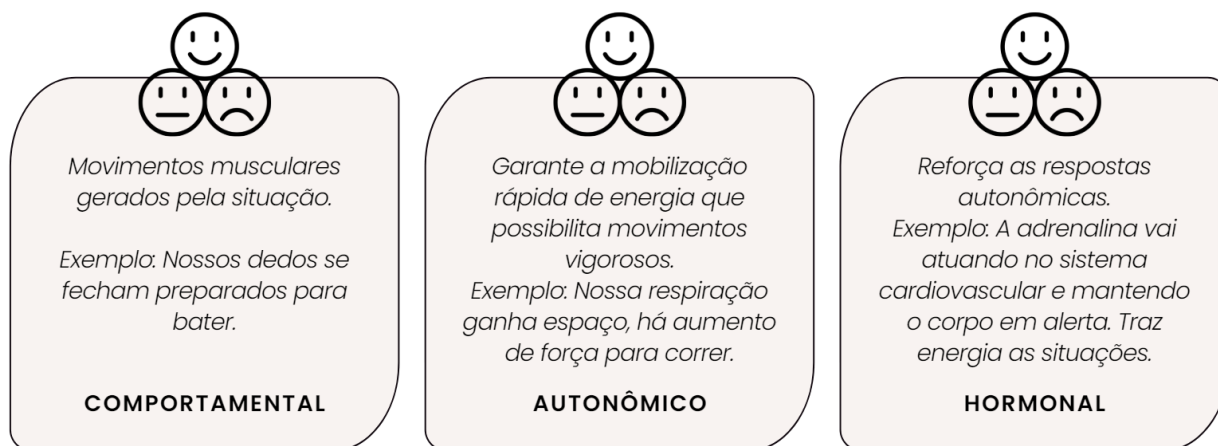 Movimentos musculares
gerados pela situação.
Exemplo: Nossos dedos se
fecham preparados para
bater.
COMPORTAMENTAL
Garante a mobilização
rápida de energia que
possibilita movimentos
vigorosos.
Exemplo: Nossa respiração
ganha espaço, há aumento
de força para correr.
AUTONÔMICO
Reforça as respostas
autonômicas.
Exemplo: A adrenalina vai
atuando no sistema
cardiovascular e mantendo
o corpo em alerta. Traz
energia as situações.
HORMONAL